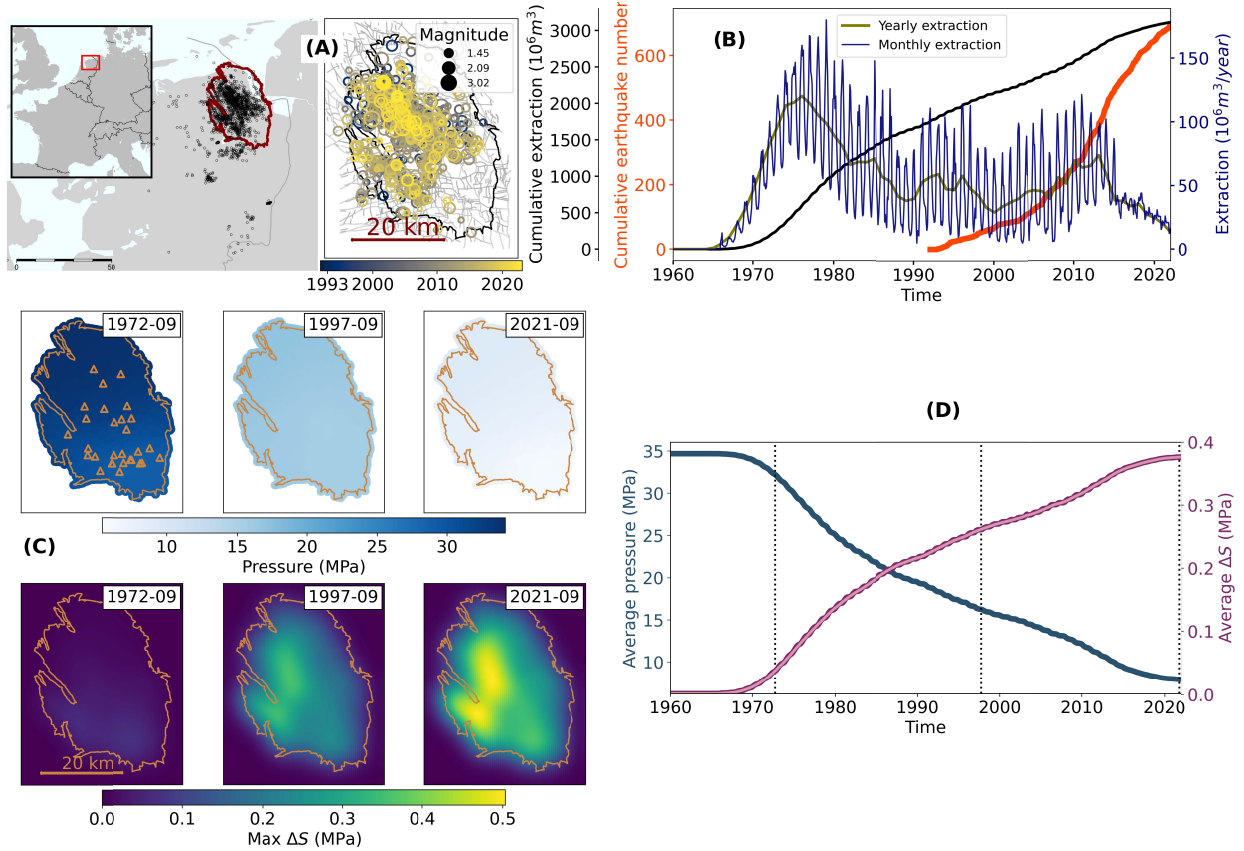 (A)
Magnitude
1.45
2.09
3.02
20 km
50
1993 2000 2010 2020
Cumulative extraction (10⁶m³)
3000
2500
2000
1500
1000
500
0
Cumulative earthquake number
600
400
200
0
(B)
Yearly extraction
Monthly extraction
150
100
50
0
Extraction (10⁶m³/year)
1960 1970 1980 1990 2000 2010 2020
Time
1972-09
1997-09
2021-09
10 15 20 25 30
Pressure (MPa)
(C)
1972-09
1997-09
2021-09
20 km
0.0 0.1 0.2 0.3 0.4 0.5
Max ΔS (MPa)
(D)
Average pressure (MPa)
35
30
25
20
15
10
0.4
0.3
0.2
0.1
0.0
Average ΔS (MPa)
1960 1970 1980 1990 2000 2010 2020
Time